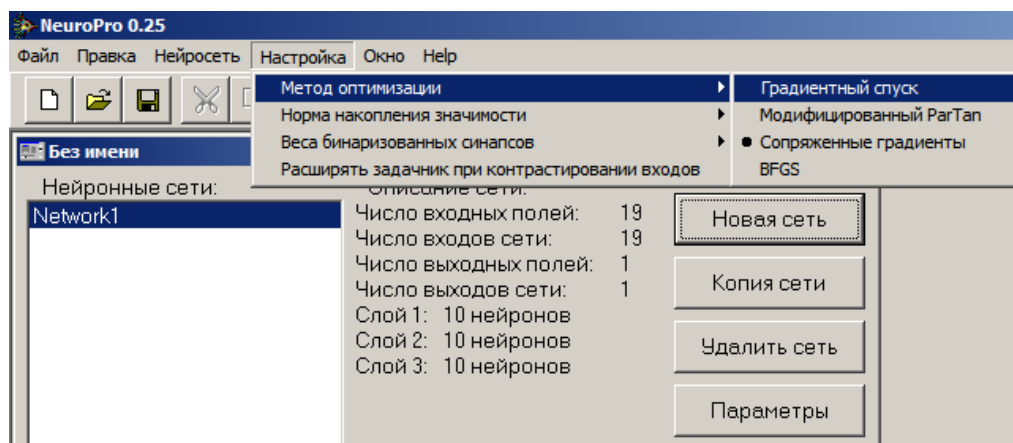 NeuroPro 0.25
Файл Правка Нейросеть Настройка Окно Help
Метод оптимизации
Норма накопления значимости
Веса бинаризованных синапсов
Расширять задачник при контрастировании входов
Градиентный спуск
Модифицированный ParTan
Сопряженные градиенты
BFGS
Без имени
Нейронные сети:
Network1
Описание сети:
Число входных полей: 19
Число входов сети: 19
Число выходных полей: 1
Число выходов сети: 1
Слой 1: 10 нейронов
Слой 2: 10 нейронов
Слой 3: 10 нейронов
Новая сеть
Копия сети
Удалить сеть
Параметры